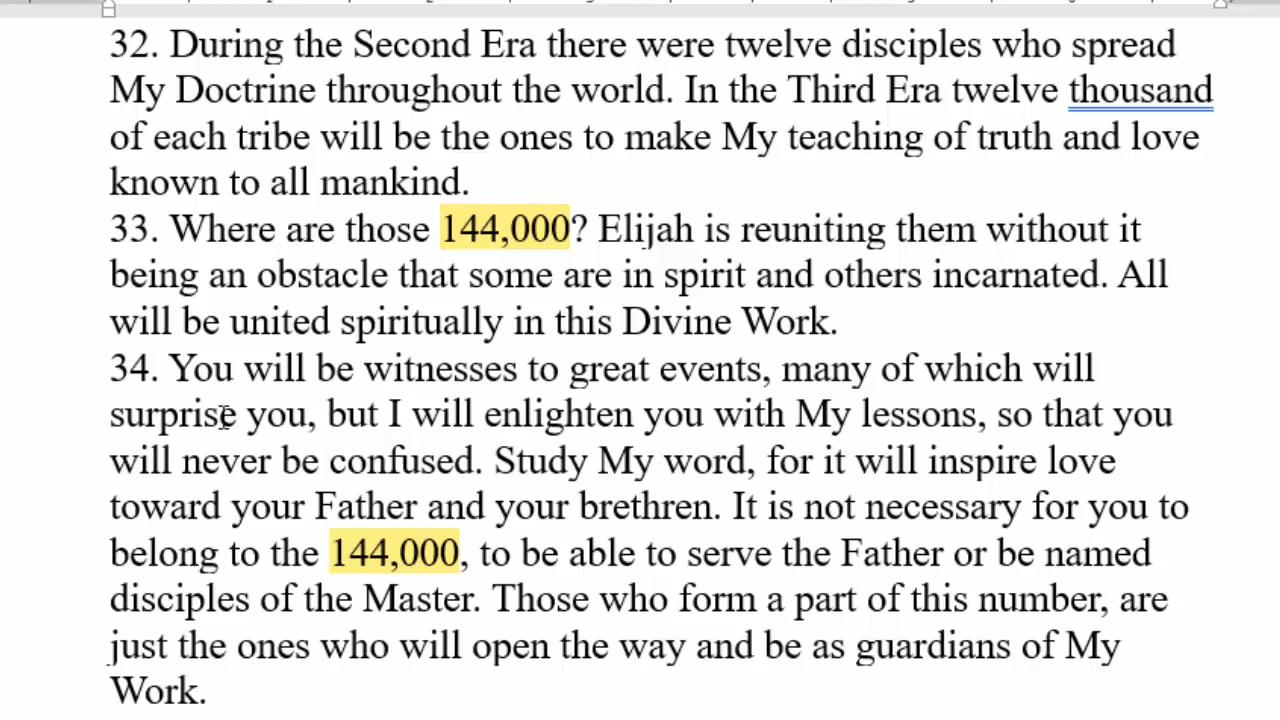 32. During the Second Era there were twelve disciples who spread
My Doctrine throughout the world. In the Third Era twelve thousand
of each tribe will be the ones to make My teaching of truth and love
known to all mankind.
33. Where are those 144,000? Elijah is reuniting them without it
being an obstacle that some are in spirit and others incarnated. All
will be united spiritually in this Divine Work.
34. You will be witnesses to great events, many of which will
surprise you, but I will enlighten you with My lessons, so that you
will never be confused. Study My word, for it will inspire love
toward your Father and your brethren. It is not necessary for you to
belong to the 144,000, to be able to serve the Father or be named
disciples of the Master. Those who form a part of this number, are
just the ones who will open the way and be as guardians of My
Work.